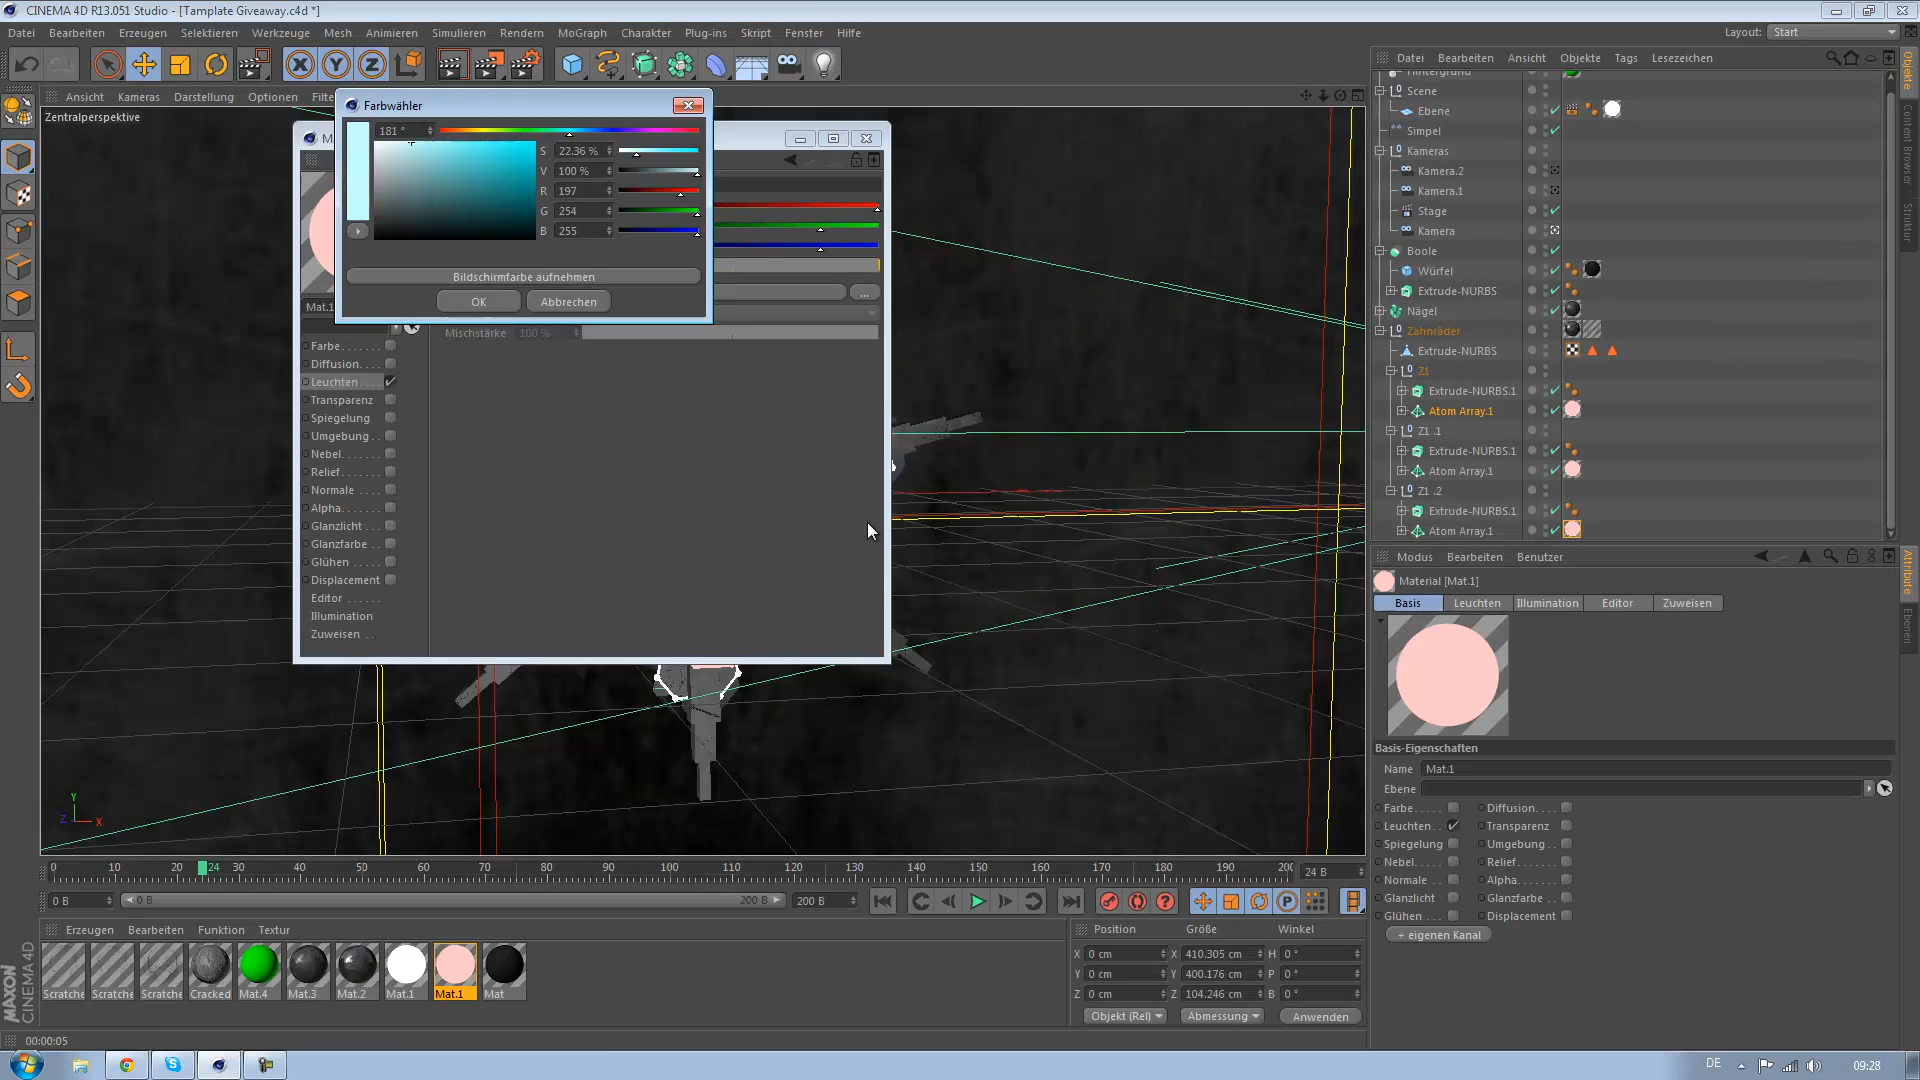 CINEMA 4D R13.051 Studio - [Tamplate Giveaway.c4d *]
Datei Bearbeiten Erzeugen Selektieren Werkzeuge Mesh Animieren Simulieren Rendern MoGraph Charakter Plug-ins Skript Fenster Hilfe
Layout: Start
Ansicht Kameras Darstellung Optionen Filte
Zentralperspektive
Farbwähler
181 °
S 22.36 %
V 100 %
R 197
G 254
B 255
Bildschirmfarbe aufnehmen
OK Abbrechen
M
Mat.1
...
Mischstärke 100 %
Farbe
Diffusion
Leuchten
Transparenz
Spiegelung
Umgebung
Nebel
Relief
Normale
Alpha
Glanzlicht
Glanzfarbe
Glühen
Displacement
Editor
Illumination
Zuweisen
Y
Z X
Datei Bearbeiten Ansicht Objekte Tags Lesezeichen
Hintergrund
Scene
Ebene
Simpel
Kameras
Kamera.2
Kamera.1
Stage
Kamera
Boole
Würfel
Extrude-NURBS
Nägel
Zahnräder
Extrude-NURBS
Z1
Extrude-NURBS.1
Atom Array.1
Z1 .1
Extrude-NURBS.1
Atom Array.1
Z1 .2
Extrude-NURBS.1
Atom Array.1
Objekte
Content Browser
Struktur
Modus Bearbeiten Benutzer
Material [Mat.1]
Basis Leuchten Illumination Editor Zuweisen
Basis-Eigenschaften
Name Mat.1
Ebene
Farbe Diffusion
Leuchten Transparenz
Spiegelung Umgebung
Nebel Relief
Normale Alpha
Glanzlicht Glanzfarbe
Glühen Displacement
+ eigenen Kanal
Attribute
Ebenen
0 10 20 24 30 40 50 60 70 80 90 100 110 120 130 140 150 160 170 180 190 200
24 B
0 B 0 B 200 B 200 B
Erzeugen Bearbeiten Funktion Textur
Scratche Scratche Scratche Cracked Mat.4 Mat.3 Mat.2 Mat.1 Mat.1 Mat
Position Größe Winkel
X 0 cm X 410.305 cm H 0 °
Y 0 cm Y 400.176 cm P 0 °
Z 0 cm Z 104.246 cm B 0 °
Objekt (Rel) Abmessung Anwenden
MAXON
CINEMA 4D
00:00:05
DE 09:28